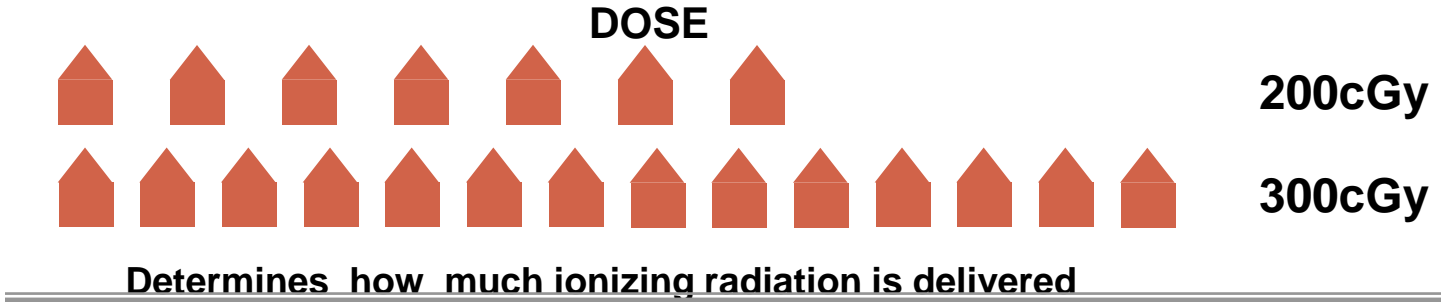 DOSE
200cGy
300cGy
Determines how much ionizing radiation is delivered